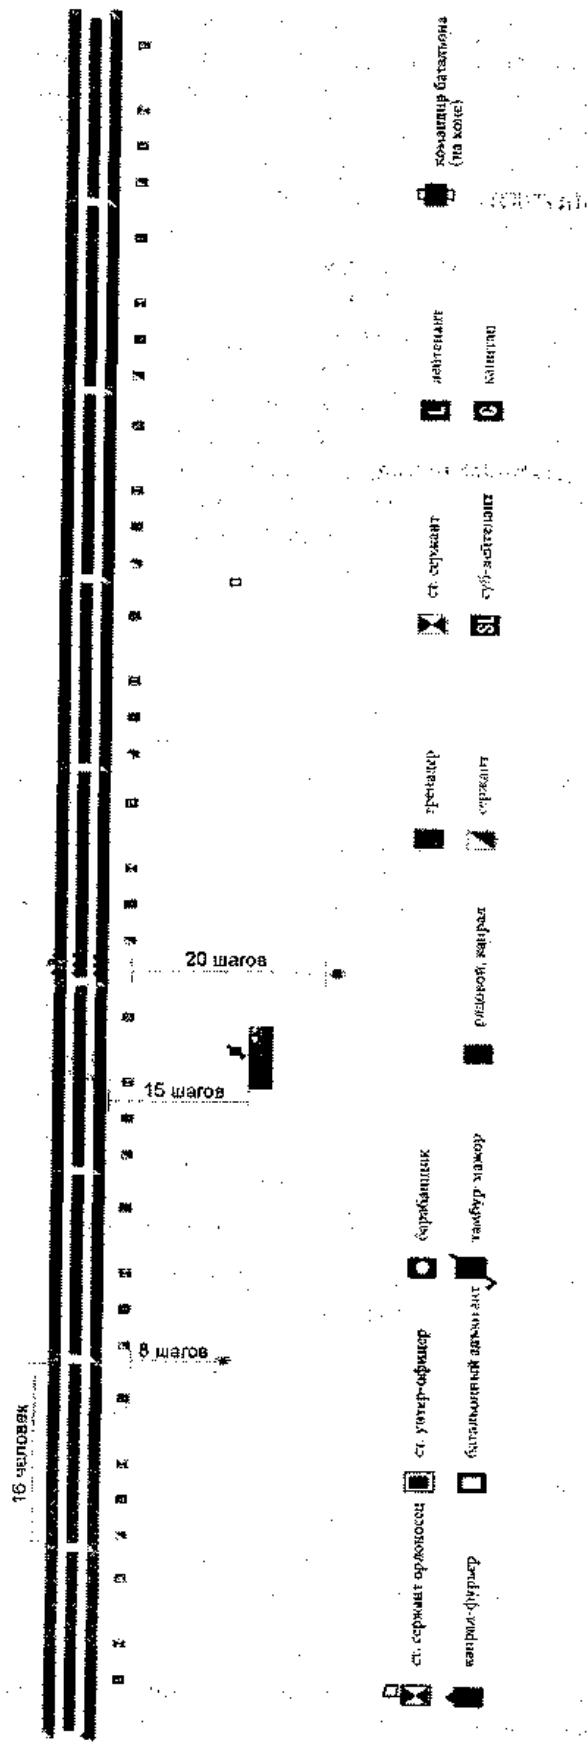 16 человек
8 шагов
15 шагов
20 шагов
ст. сержант орлоносец
ст. унтер-офицер
барабанщик
гренадер
ст. сержант
лейтенант
командир батальона
(на коне)
капрал-фурьер
батальонный адъютант
тамбур-мажор
рядовой, капрал
сержант
суб-лейтенант
капитан
L
SL
C